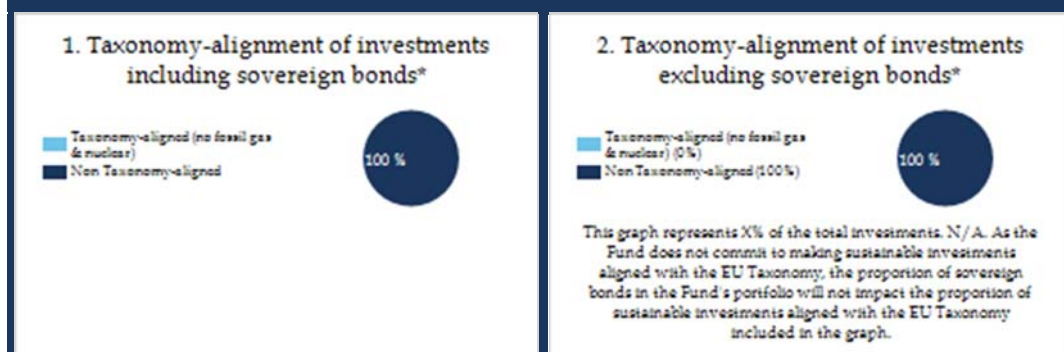 1. Taxonomy-alignment of investments
including sovereign bonds*
Taxonomy-aligned (no fossil gas
& nuclear)
Non Taxonomy-aligned
100 %
2. Taxonomy-alignment of investments
excluding sovereign bonds*
Taxonomy-aligned (no fossil gas
& nuclear) (0%)
Non Taxonomy-aligned (100%)
100 %
This graph represents X% of the total investments. N/A. As the
Fund does not commit to making sustainable investments
aligned with the EU Taxonomy, the proportion of sovereign
bonds in the Fund's portfolio will not impact the proportion of
sustainable investments aligned with the EU Taxonomy
included in the graph.